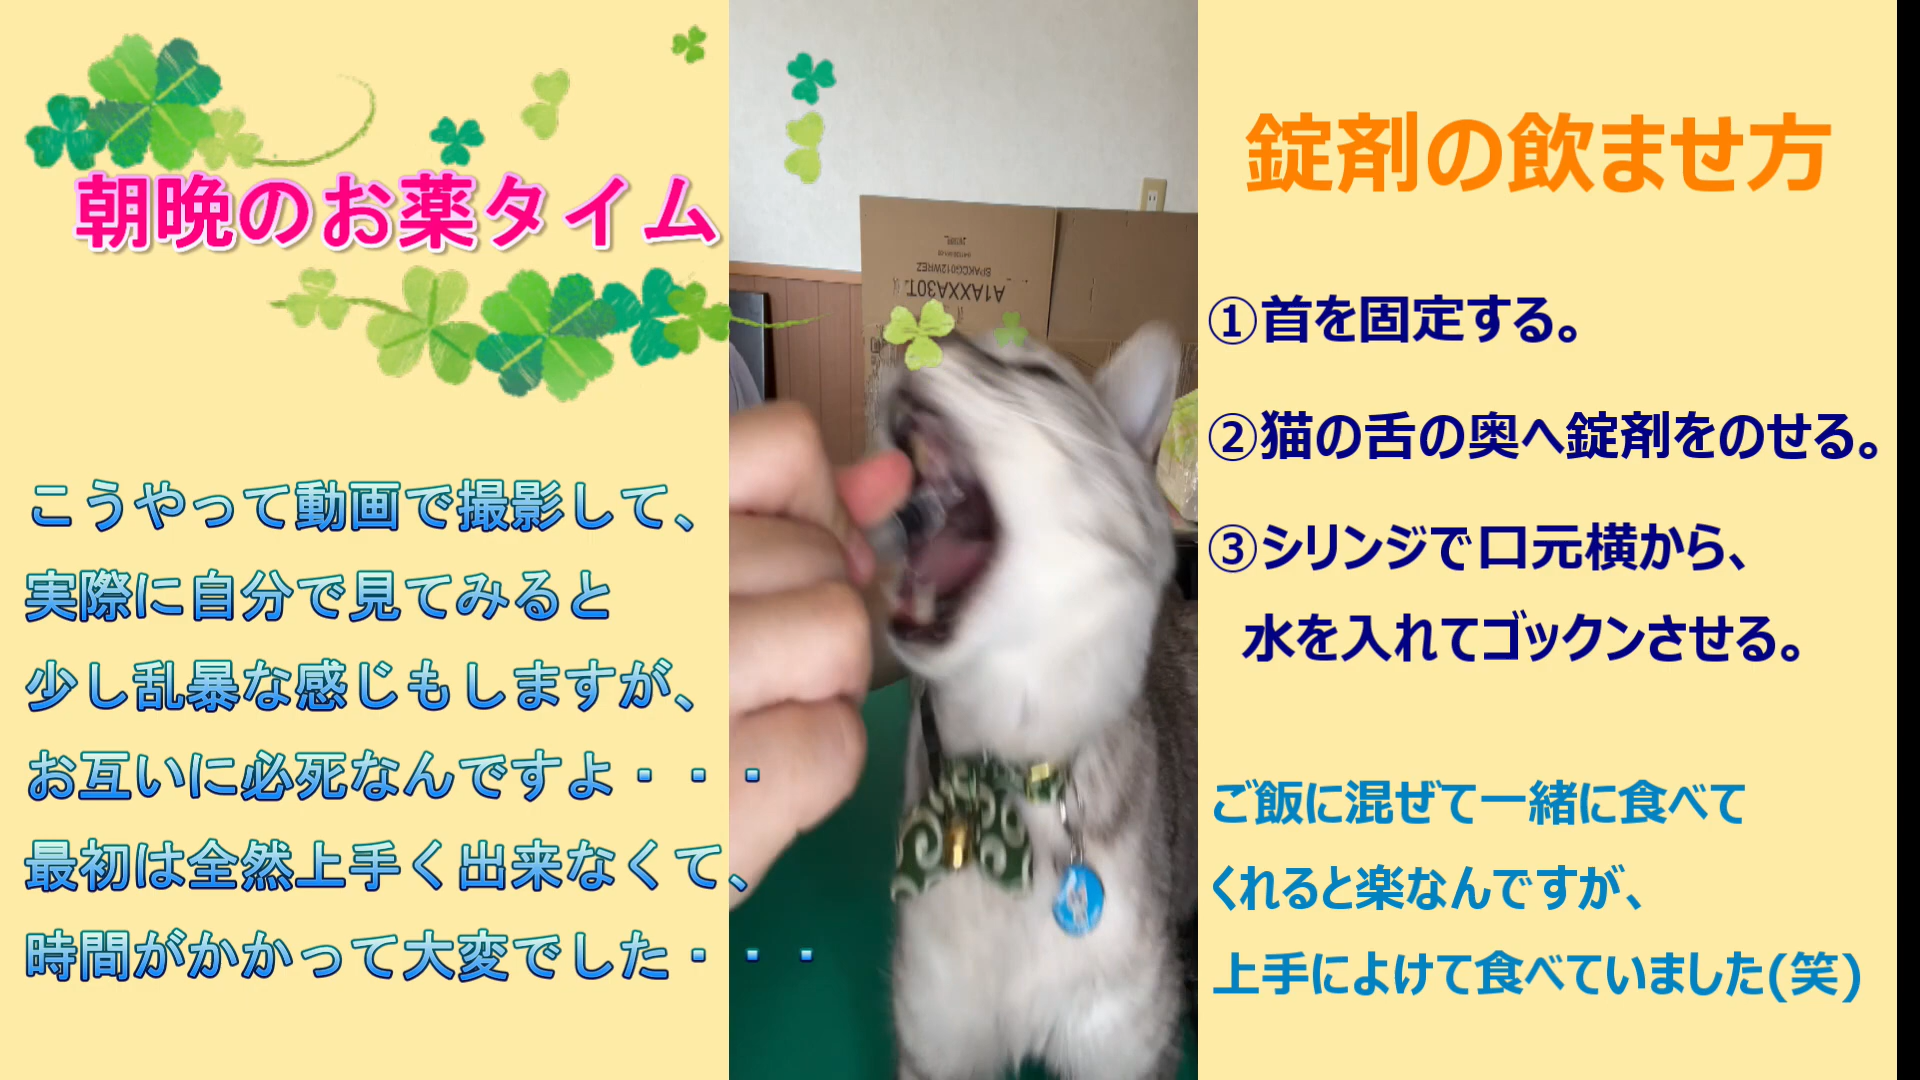 朝晩のお薬タイム
こうやって動画で撮影して、
実際に自分で見てみると
少し乱暴な感じもしますが、
お互いに必死なんですよ・・・
最初は全然上手く出来なくて、
時間がかかって大変でした・・・
A1AXXA30T
8PAKCG012WREZ
錠剤の飲ませ方
①首を固定する。
②猫の舌の奥へ錠剤をのせる。
③シリンジで口元横から、
水を入れてゴックンさせる。
ご飯に混ぜて一緒に食べて
くれると楽なんですが、
上手によけて食べていました(笑)